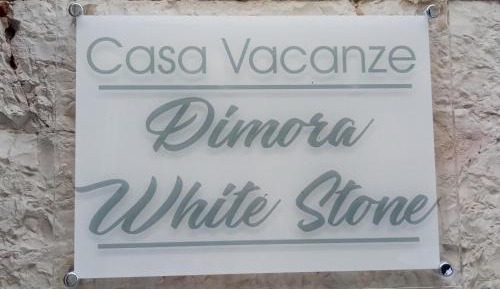 Casa Vacanze
Dimora
White Stone